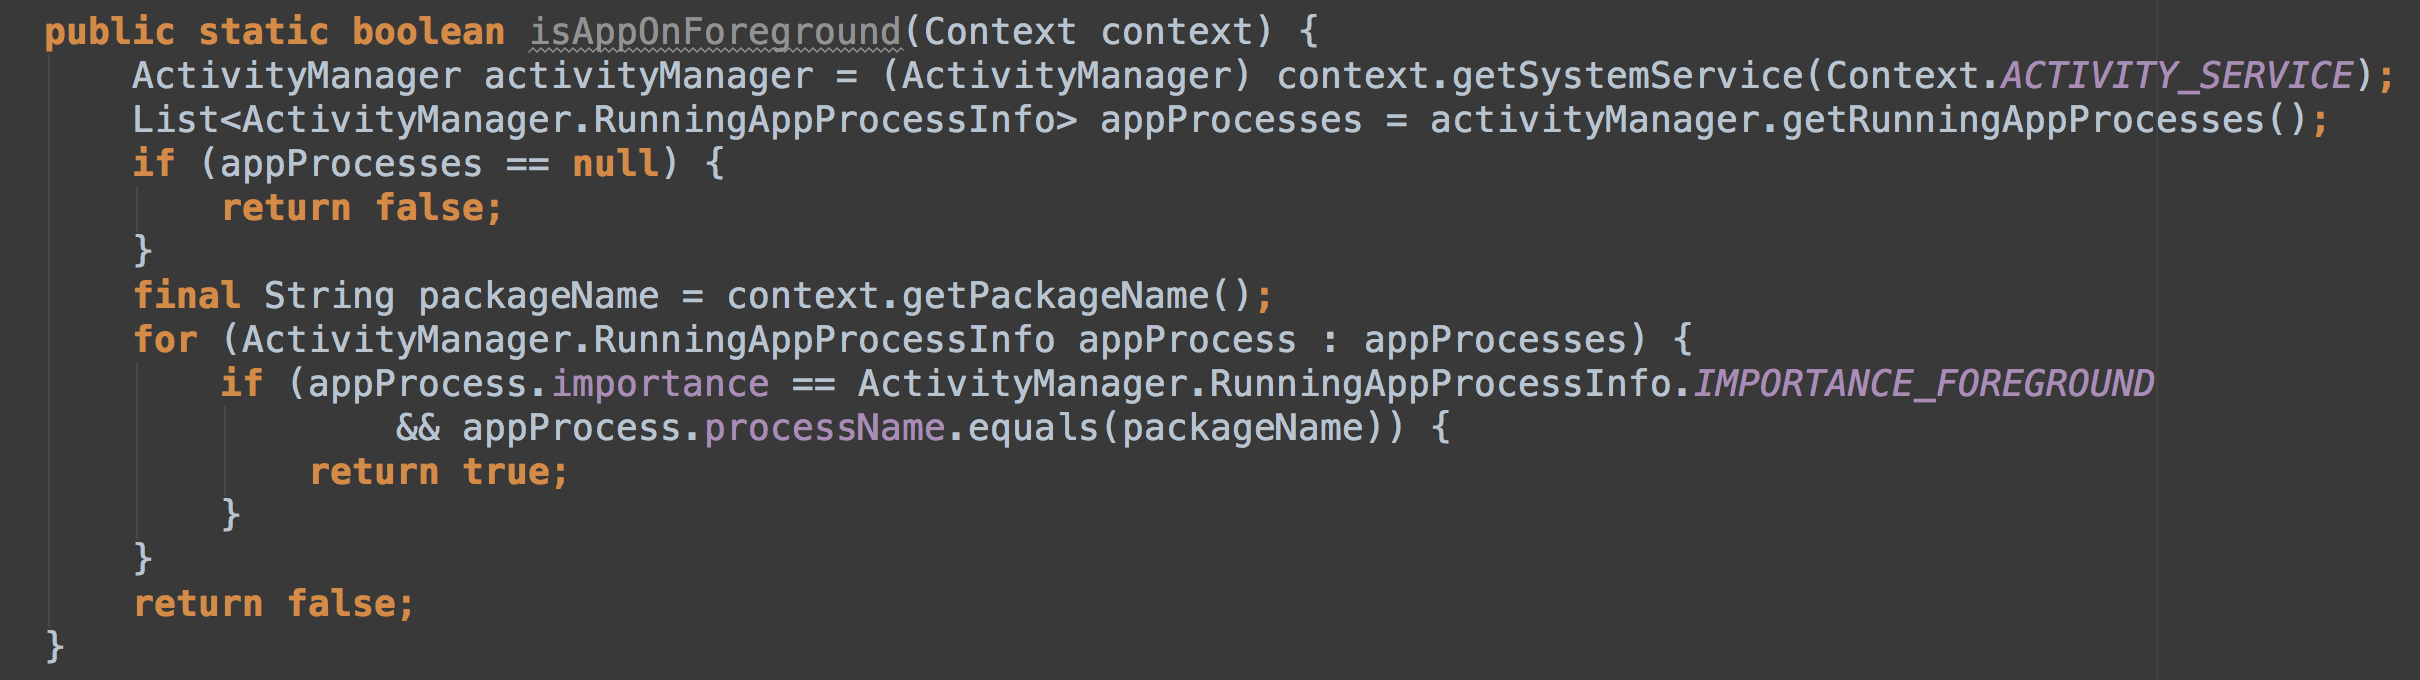 public static boolean isAppOnForeground(Context context) {
    ActivityManager activityManager = (ActivityManager) context.getSystemService(Context.ACTIVITY_SERVICE);
    List<ActivityManager.RunningAppProcessInfo> appProcesses = activityManager.getRunningAppProcesses();
    if (appProcesses == null) {
        return false;
    }
    final String packageName = context.getPackageName();
    for (ActivityManager.RunningAppProcessInfo appProcess : appProcesses) {
        if (appProcess.importance == ActivityManager.RunningAppProcessInfo.IMPORTANCE_FOREGROUND
                && appProcess.processName.equals(packageName)) {
            return true;
        }
    }
    return false;
}